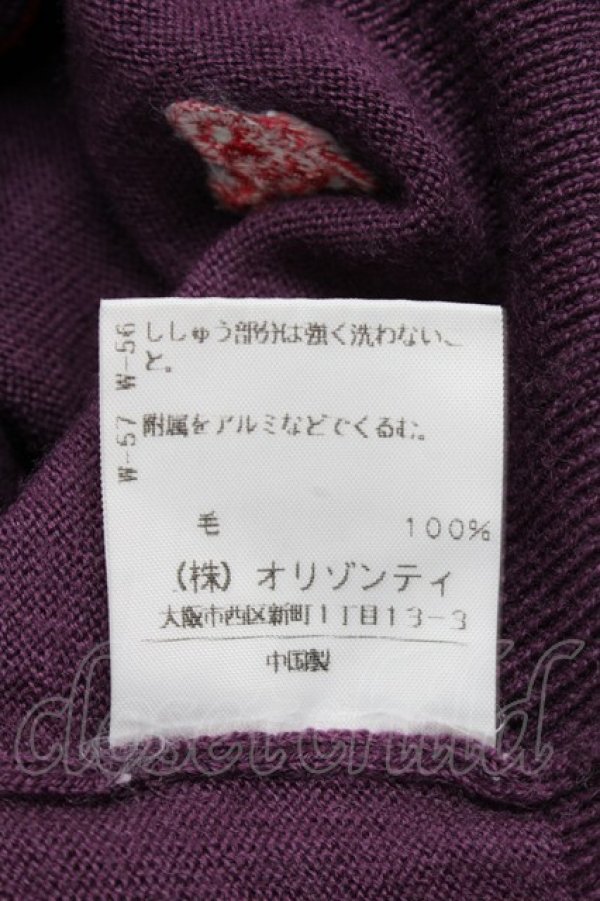 W-56 ししゅう部分は強く洗わないこ
と。
W-57 附属をアルミなどでくるむ。
毛 100%
(株) オリゾンティ
大阪市西区新町1丁目13-3
中国製
closet child